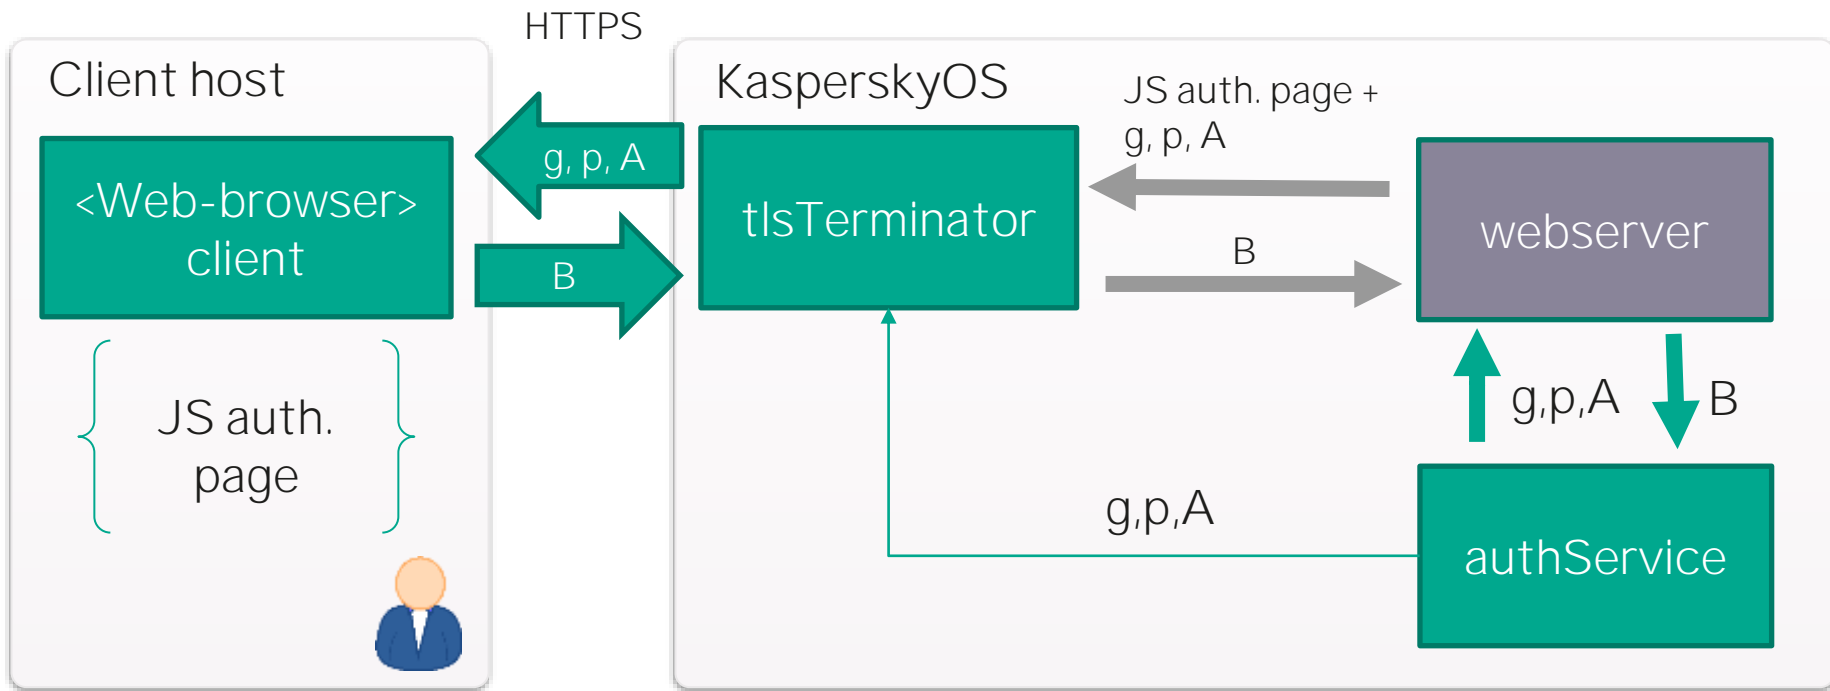 HTTPS
Client host
<Web-browser>
client
JS auth.
page
g, p, A
B
KasperskyOS
tlsTerminator
JS auth. page +
g, p, A
B
webserver
g,p,A
B
g,p,A
authService